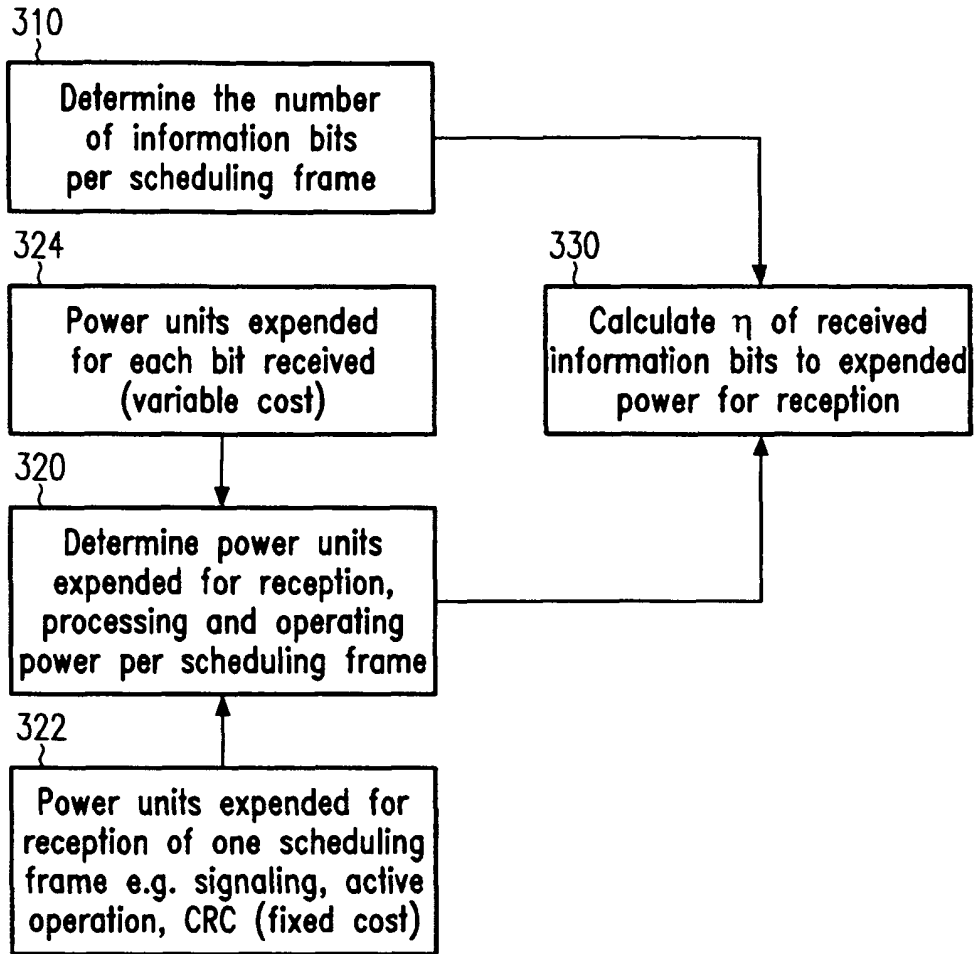 310
Determine the number
of information bits
per scheduling frame
324
Power units expended
for each bit received
(variable cost)
330
Calculate η of received
information bits to expended
power for reception
320
Determine power units
expended for reception,
processing and operating
power per scheduling frame
322
Power units expended for
reception of one scheduling
frame e.g. signaling, active
operation, CRC (fixed cost)